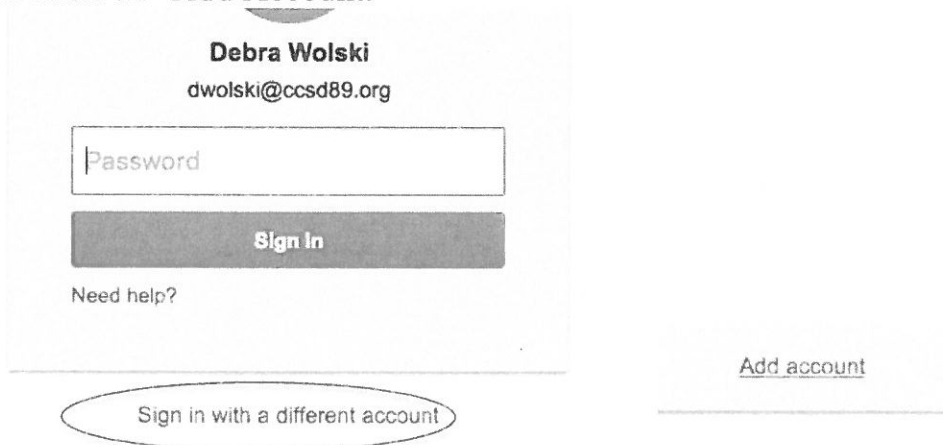 Debra Wolski
dwolski@ccsd89.org
Password
Sign in
Need help?
Sign in with a different account
Add account